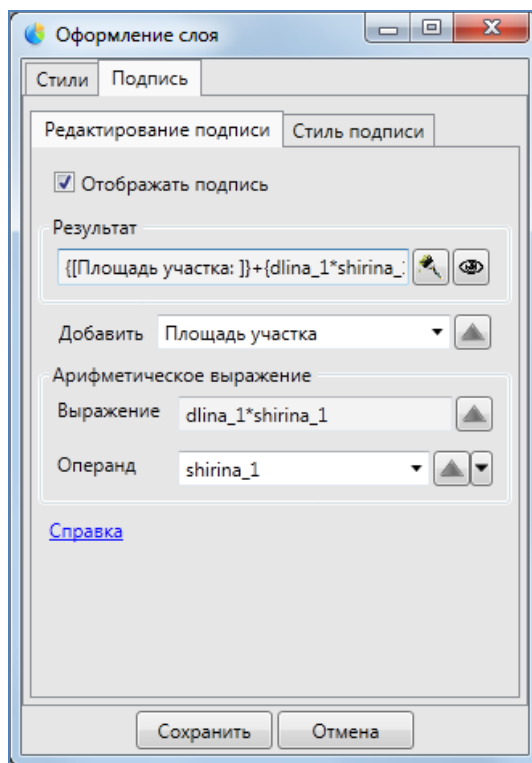 Оформление слоя
Стили Подпись
Редактирование подписи Стиль подписи
Отображать подпись
Результат
{[Площадь участка: ]}+{dlina_1*shirina_
Добавить Площадь участка
Арифметическое выражение
Выражение dlina_1*shirina_1
Операнд shirina_1
Справка
Сохранить Отмена